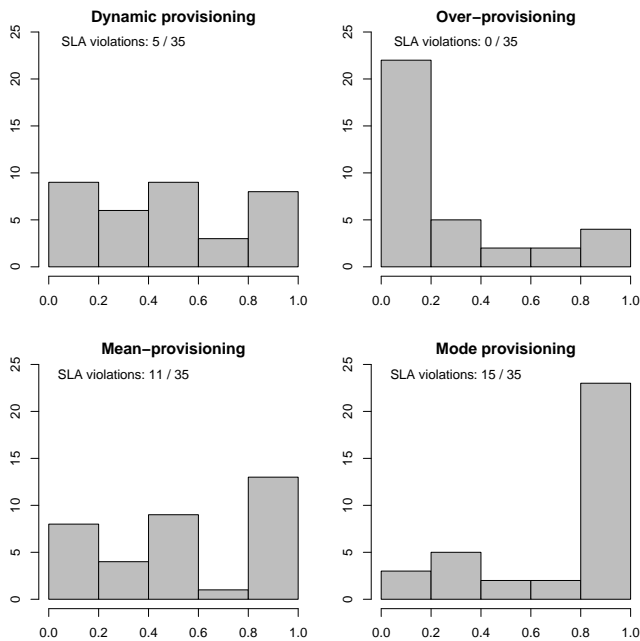 Dynamic provisioning
SLA violations: 5 / 35
25
20
15
10
5
0
0.0 0.2 0.4 0.6 0.8 1.0
Over−provisioning
SLA violations: 0 / 35
25
20
15
10
5
0
0.0 0.2 0.4 0.6 0.8 1.0
Mean−provisioning
SLA violations: 11 / 35
25
20
15
10
5
0
0.0 0.2 0.4 0.6 0.8 1.0
Mode provisioning
SLA violations: 15 / 35
25
20
15
10
5
0
0.0 0.2 0.4 0.6 0.8 1.0